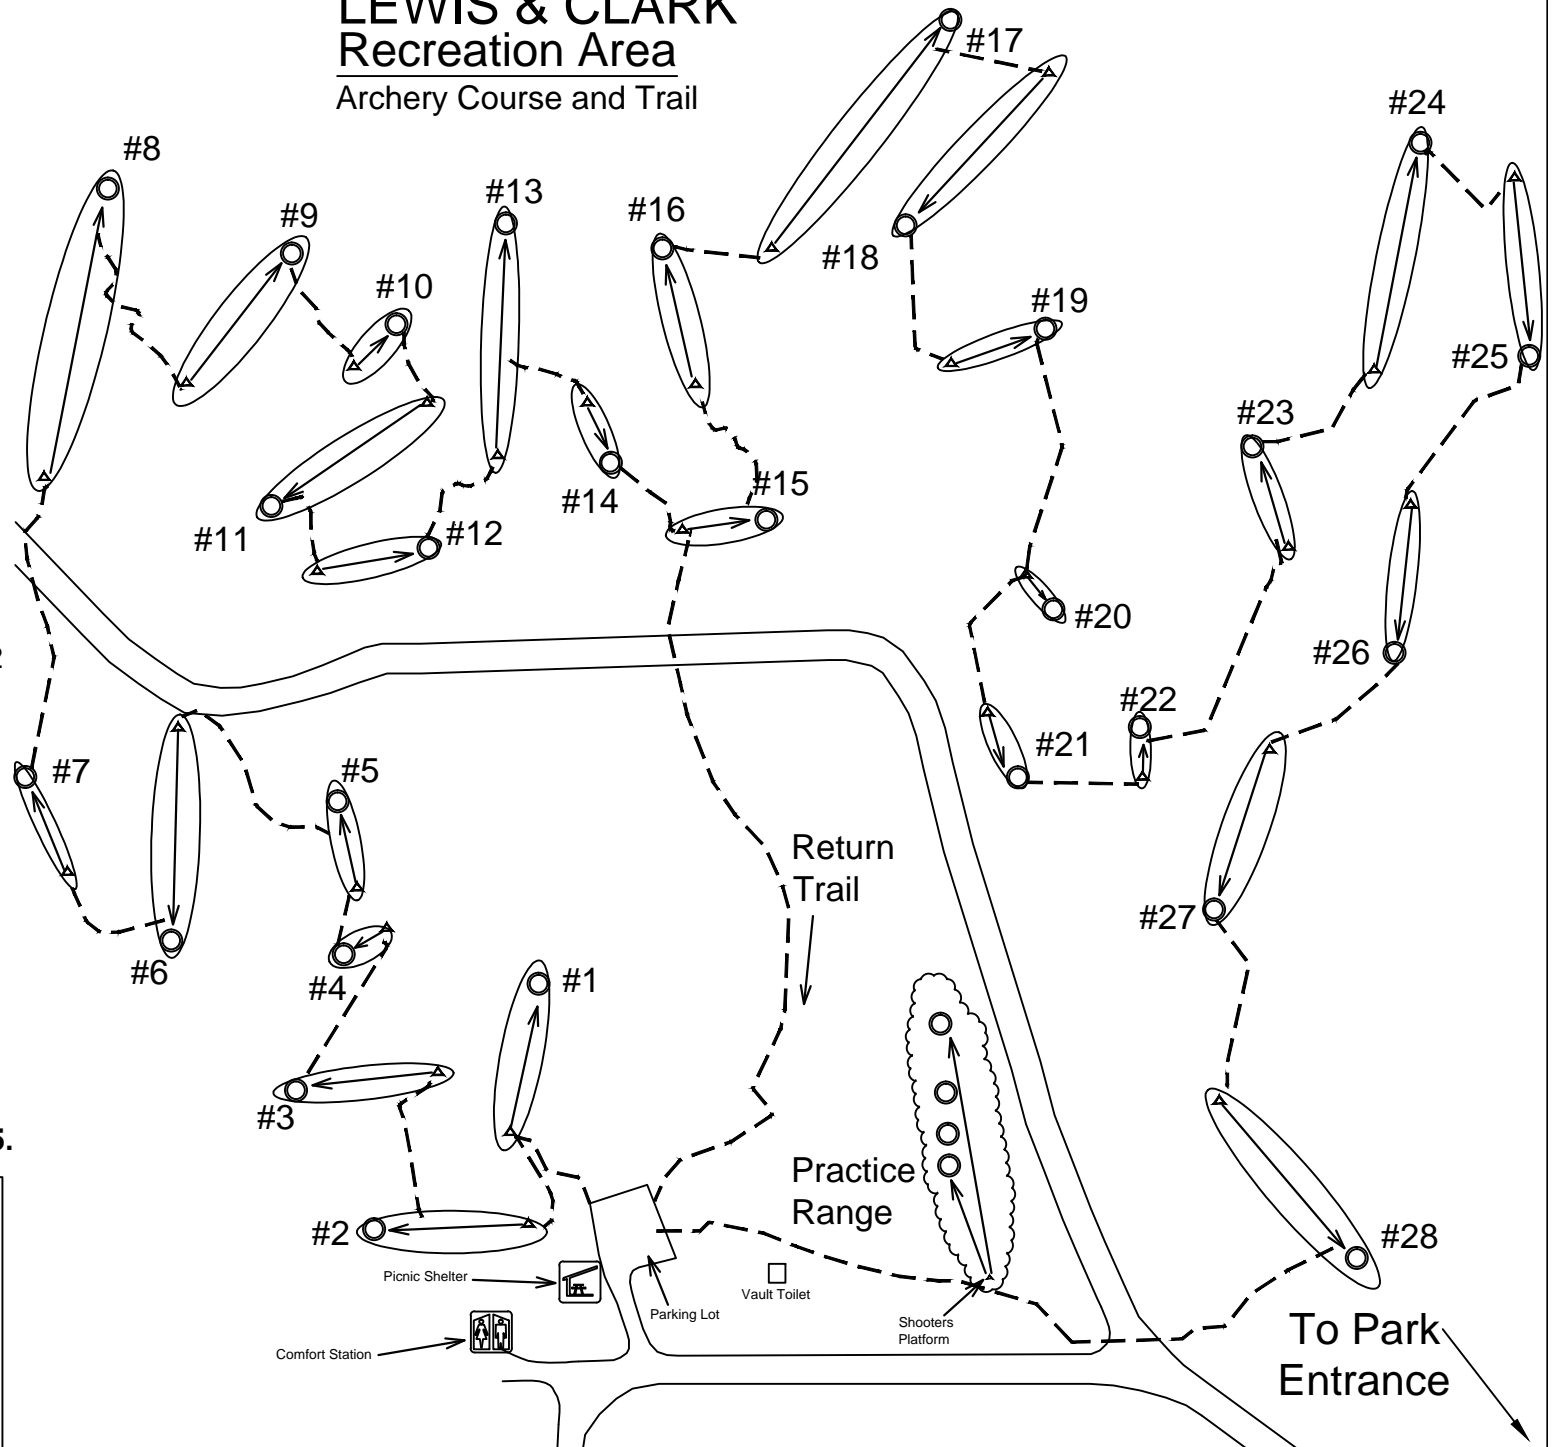 LEWIS & CLARK
Recreation Area
Archery Course and Trail
#17
#24
#8
#13
#9
#16
#18
#10
#19
#25
#23
#15
#14
#11
#12
#20
#26
#22
#21
#7
#5
Return
Trail
#27
#6
#4
#1
#3
5.
Practice
Range
#2
#28
Picnic Shelter
Vault Toilet
Parking Lot
Shooters
Platform
Comfort Station
To Park
Entrance